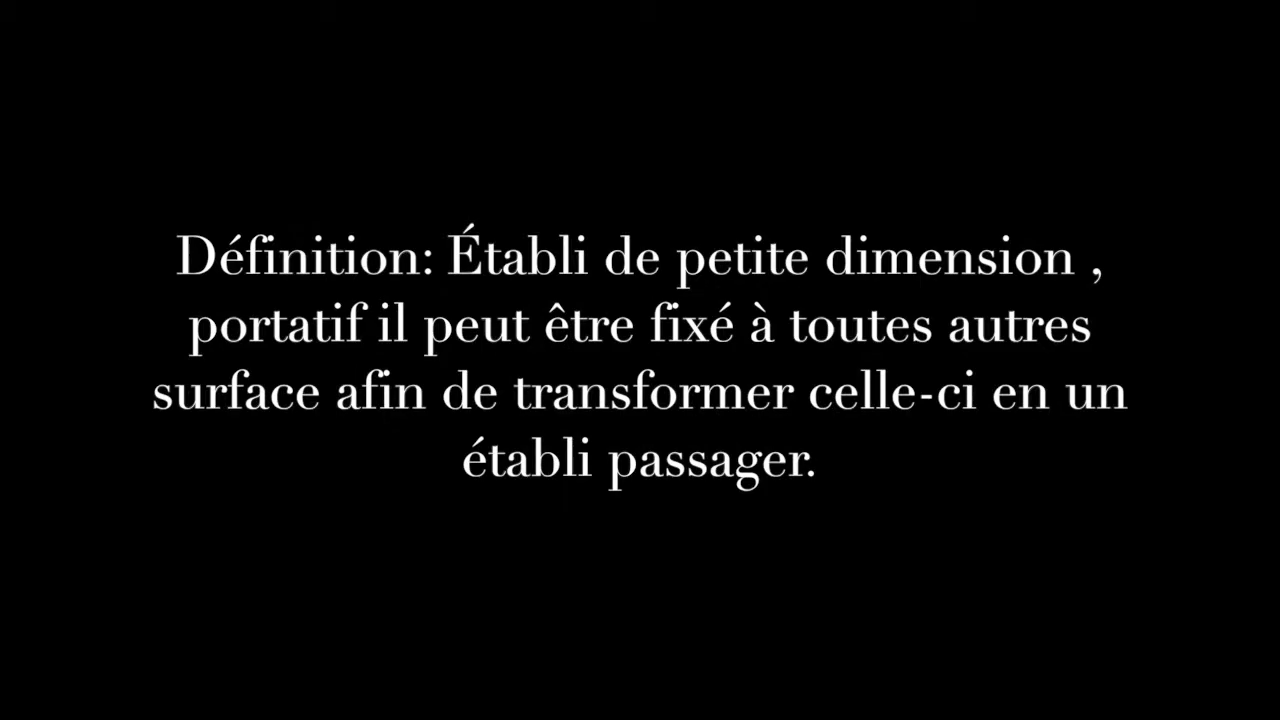 Définition: Établi de petite dimension ,
portatif il peut être fixé à toutes autres
surface afin de transformer celle-ci en un
établi passager.